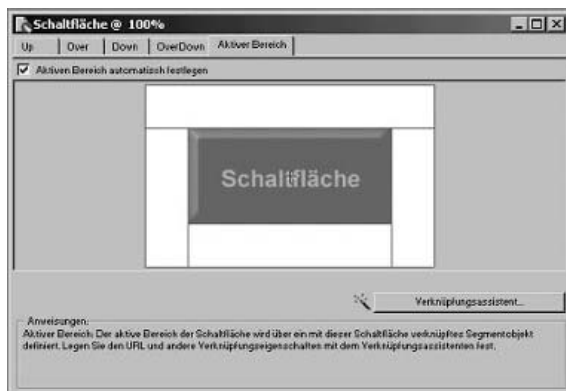 Schaltfläche @ 100%
Up Over Down OverDown Aktiver Bereich
Aktiven Bereich automatisch festlegen
Schaltfläche
Verknüpfungsassistent...
Anweisungen:
Aktiver Bereich: Der aktive Bereich der Schaltfläche wird über ein mit dieser Schaltfläche verknüpftes Segmentobjekt
definiert. Legen Sie den URL und andere Verknüpfungseigenschaften mit dem Verknüpfungsassistenten fest.